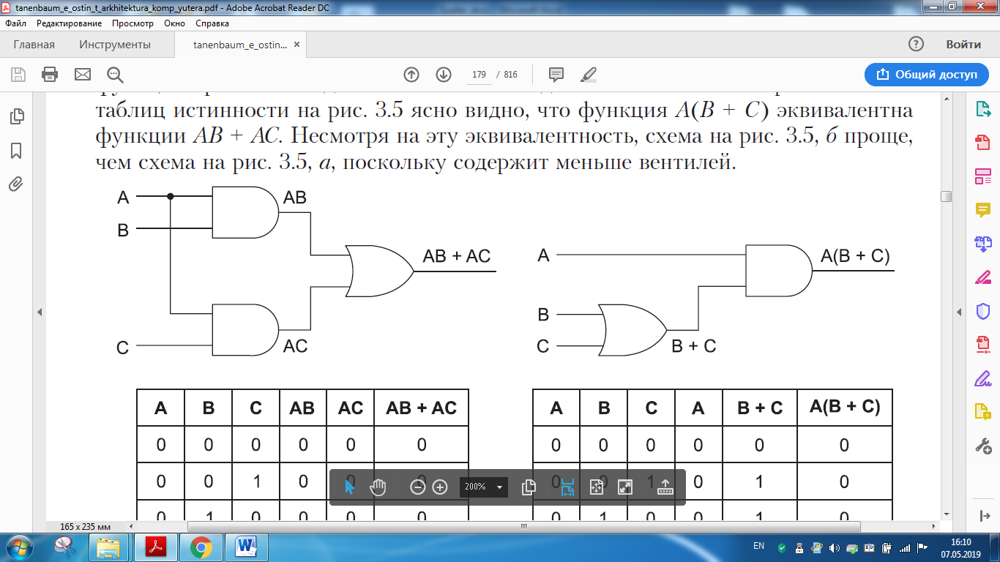 tanenbaum_e_ostin_t_arkhitektura_komp_yutera.pdf - Adobe Acrobat Reader DC
Файл Редактирование Просмотр Окно Справка
Главная Инструменты tanenbaum_e_ostin... × Войти
179 / 816 Общий доступ
таблиц истинности на рис. 3.5 ясно видно, что функция A(B + C) эквивалентна
функции AB + AC. Несмотря на эту эквивалентность, схема на рис. 3.5, б проще,
чем схема на рис. 3.5, а, поскольку содержит меньше вентилей.
A AB
B
AB + AC
C AC
A A(B + C)
B
C B + C
A B C AB AC AB + AC
0 0 0 0 0 0
0 0 1 0 0 0
0 1 0 0 0 0
A B C A B + C A(B + C)
0 0 0 0 0 0
0 0 1 0 1 0
0 1 0 0 1 0
200%
165 x 235 мм
EN 16:10
07.05.2019